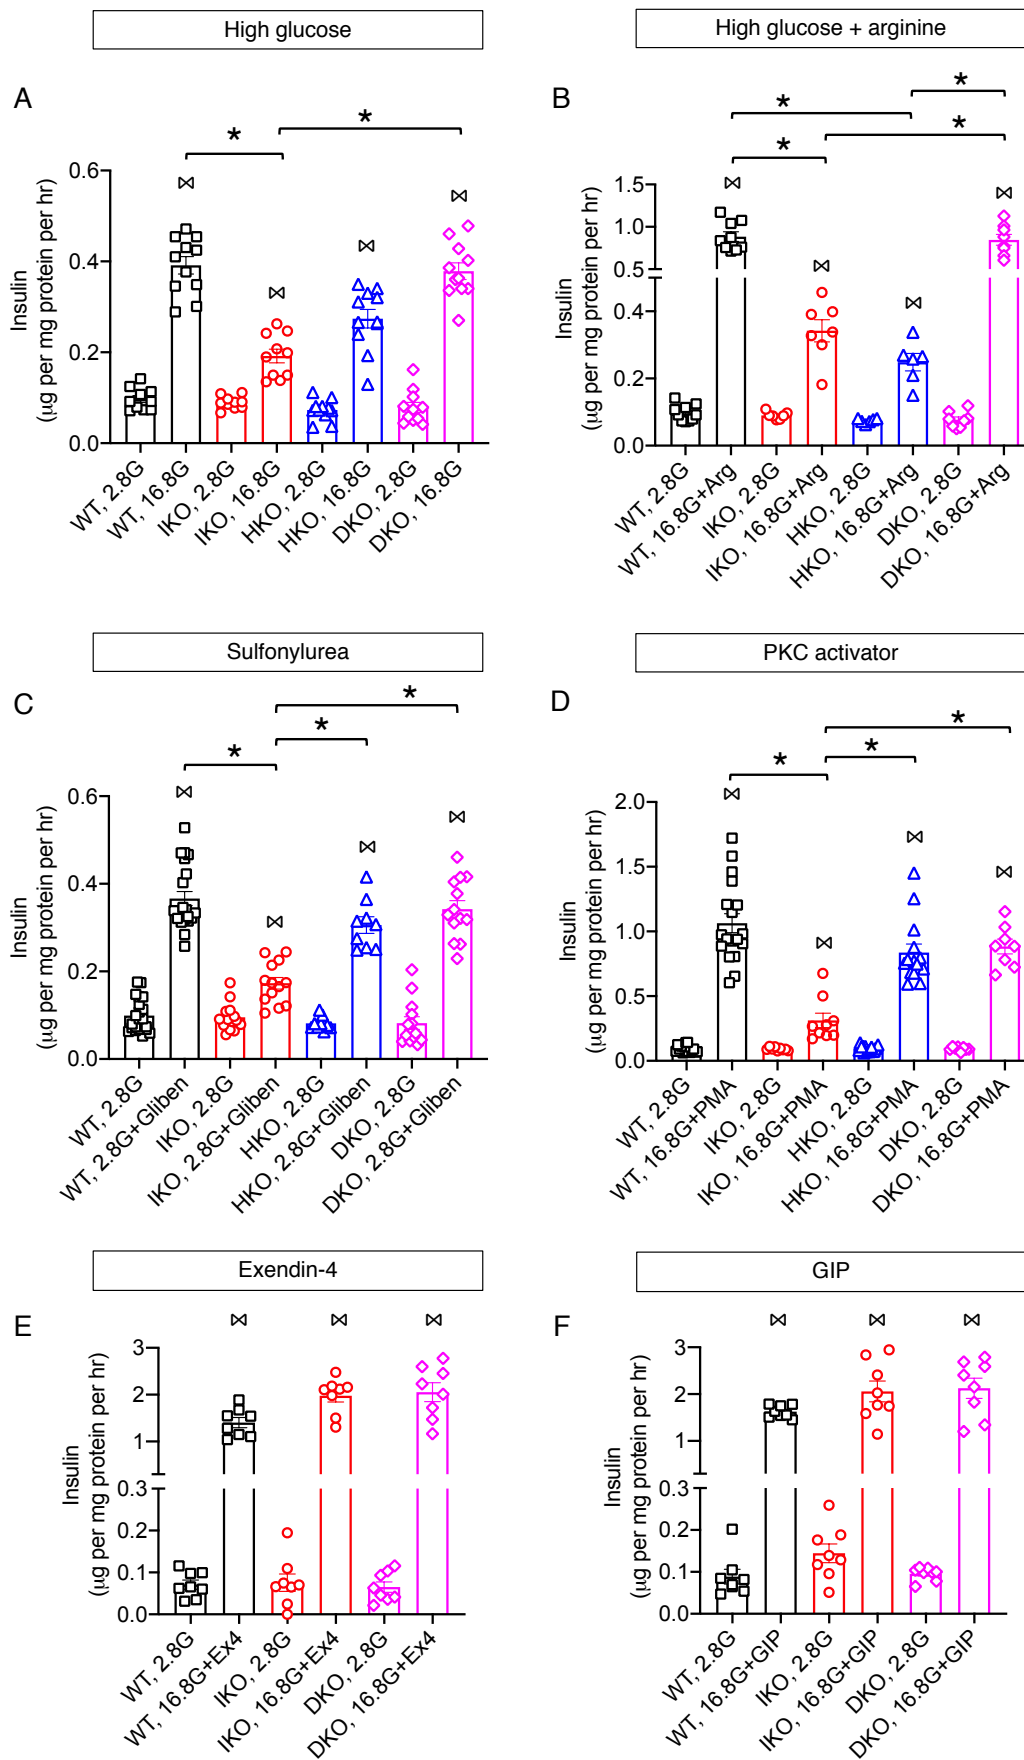 High glucose
High glucose + arginine
A
*
*
Insulin
(µg per mg protein per hr)
0.6
0.4
0.2
0.0
WT, 2.8G
WT, 16.8G
IKO, 2.8G
IKO, 16.8G
HKO, 2.8G
HKO, 16.8G
DKO, 2.8G
DKO, 16.8G
B
*
*
*
*
Insulin
(µg per mg protein per hr)
1.5
1.0
0.5
0.4
0.2
0.0
WT, 2.8G
WT, 16.8G+Arg
IKO, 2.8G
IKO, 16.8G+Arg
HKO, 2.8G
HKO, 16.8G+Arg
DKO, 2.8G
DKO, 16.8G+Arg
Sulfonylurea
PKC activator
C
*
*
*
Insulin
(µg per mg protein per hr)
0.6
0.4
0.2
0.0
WT, 2.8G
WT, 2.8G+Gliben
IKO, 2.8G
IKO, 2.8G+Gliben
HKO, 2.8G
HKO, 2.8G+Gliben
DKO, 2.8G
DKO, 2.8G+Gliben
D
*
*
*
Insulin
(µg per mg protein per hr)
2.0
1.5
1.0
0.5
0.0
WT, 2.8G
WT, 16.8G+PMA
IKO, 2.8G
IKO, 16.8G+PMA
HKO, 2.8G
HKO, 16.8G+PMA
DKO, 2.8G
DKO, 16.8G+PMA
Exendin-4
GIP
E
Insulin
(µg per mg protein per hr)
3
2
1
0.3
0.2
0.1
0.0
WT, 2.8G
WT, 16.8G+Ex4
IKO, 2.8G
IKO, 16.8G+Ex4
DKO, 2.8G
DKO, 16.8G+Ex4
F
Insulin
(µg per mg protein per hr)
3
2
1
0.3
0.2
0.1
0.0
WT, 2.8G
WT, 16.8G+GIP
IKO, 2.8G
IKO, 16.8G+GIP
DKO, 2.8G
DKO, 16.8G+GIP